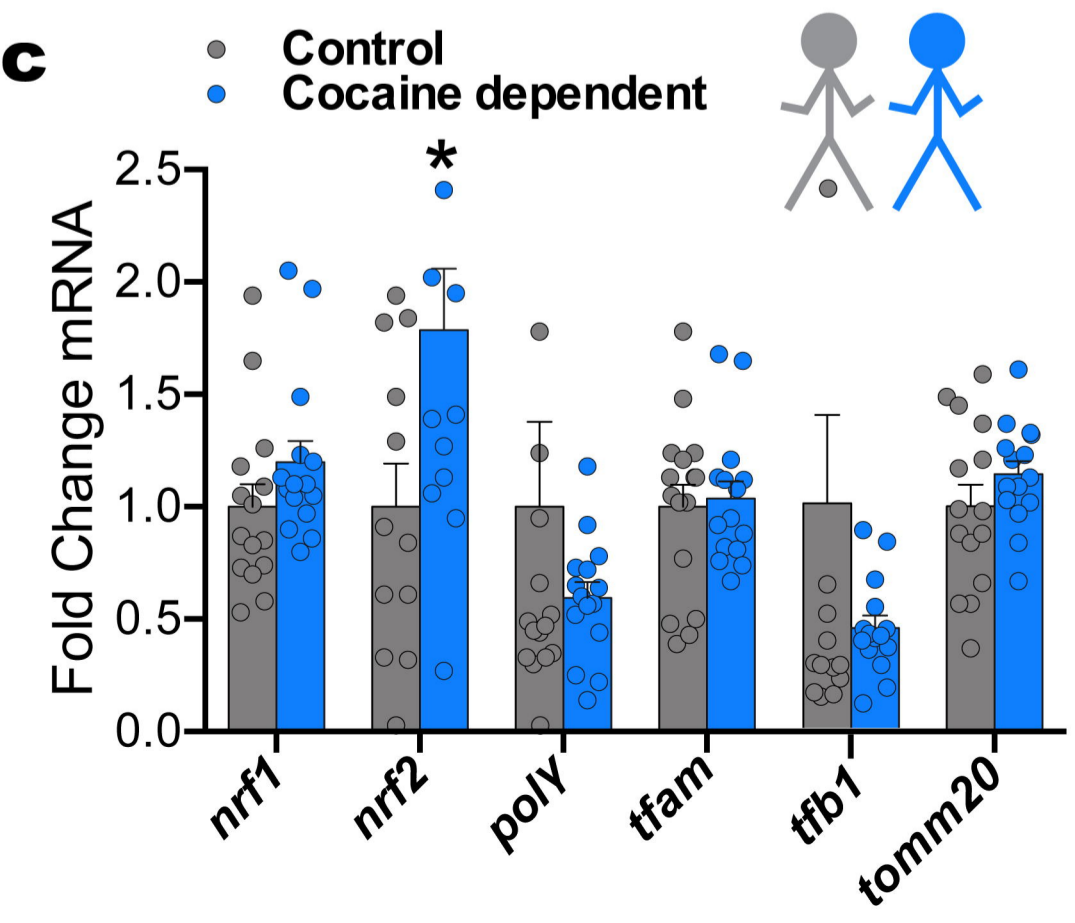 c
Control
Cocaine dependent
*
Fold Change mRNA
2.5
2.0
1.5
1.0
0.5
0.0
nrf1
nrf2
polγ
tfam
tfb1
tomm20